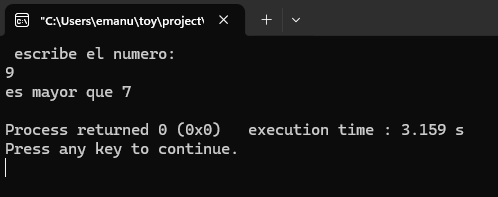 "C:\Users\emanu\toy\project\
escribe el numero:
9
es mayor que 7
Process returned 0 (0x0)   execution time : 3.159 s
Press any key to continue.